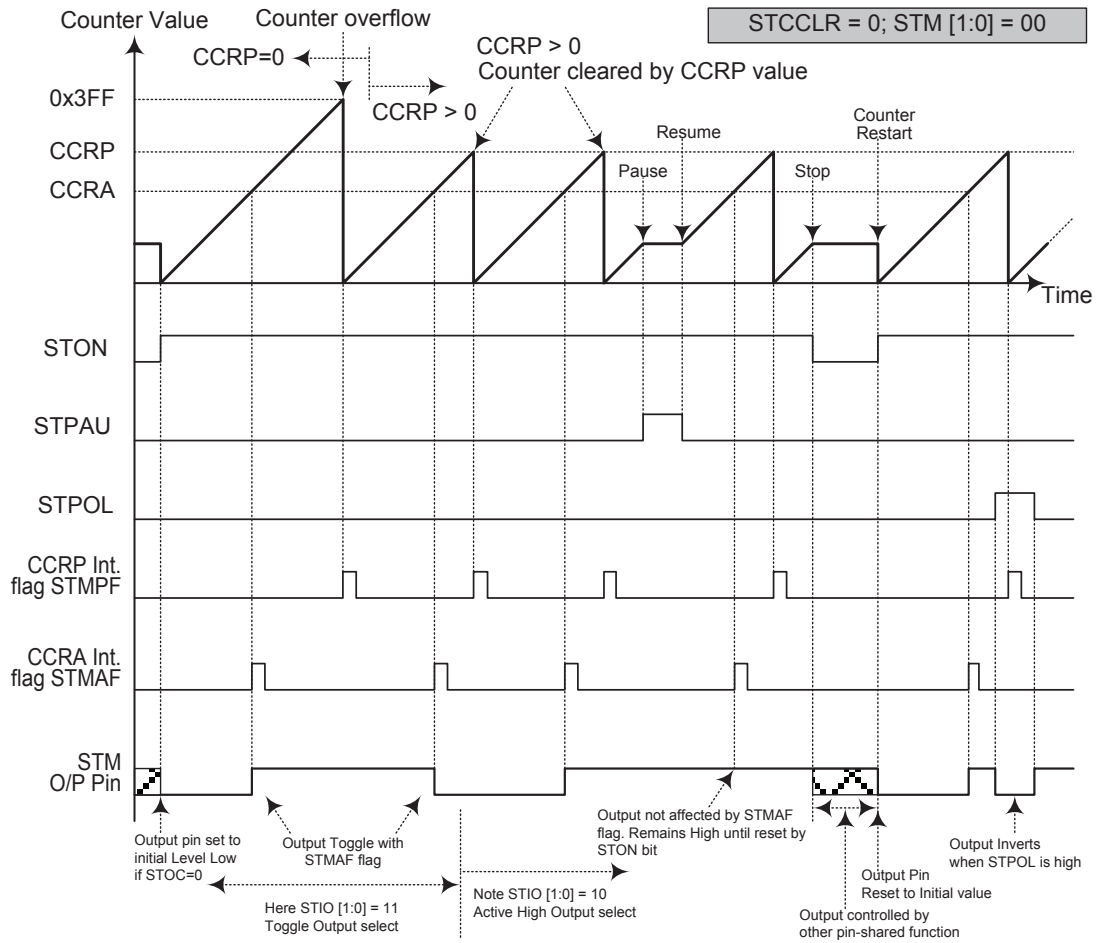 Counter Value
Counter overflow
STCCLR = 0; STM [1:0] = 00
CCRP=0
CCRP > 0
Counter cleared by CCRP value
0x3FF
CCRP > 0
Counter
Restart
Resume
CCRP
Pause
Stop
CCRA
Time
STON
STPAU
STPOL
CCRP Int.
flag STMPF
CCRA Int.
flag STMAF
STM
O/P Pin
Output pin set to
initial Level Low
if STOC=0
Output Toggle with
STMAF flag
Output not affected by STMAF
flag. Remains High until reset by
STON bit
Output Inverts
when STPOL is high
Output Pin
Reset to Initial value
Here STIO [1:0] = 11
Toggle Output select
Note STIO [1:0] = 10
Active High Output select
Output controlled by
other pin-shared function